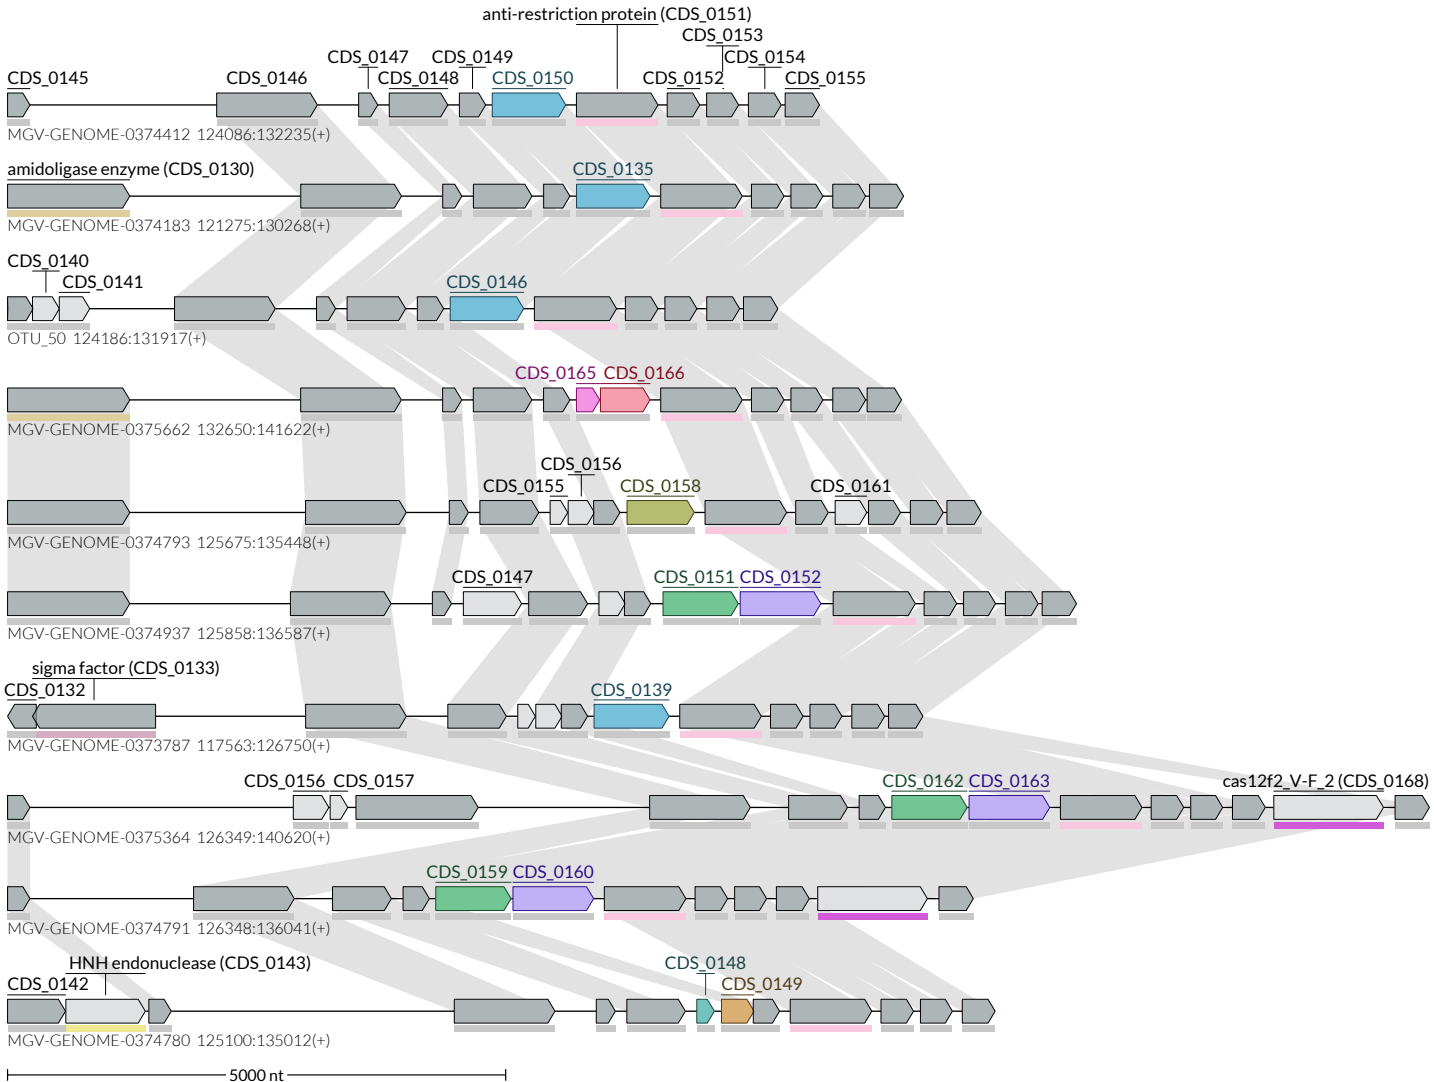 anti-restriction protein (CDS_0151)
CDS_0153
CDS_0147 CDS_0149 CDS_0154
CDS_0145 CDS_0146 CDS_0148 CDS_0150 CDS_0152 CDS_0155
MGV-GENOME-0374412 124086:132235(+)
amidoligase enzyme (CDS_0130) CDS_0135
MGV-GENOME-0374183 121275:130268(+)
CDS_0140
CDS_0141 CDS_0146
OTU_50 124186:131917(+)
CDS_0165 CDS_0166
MGV-GENOME-0375662 132650:141622(+)
CDS_0156
CDS_0155 CDS_0158 CDS_0161
MGV-GENOME-0374793 125675:135448(+)
CDS_0147 CDS_0151 CDS_0152
MGV-GENOME-0374937 125858:136587(+)
sigma factor (CDS_0133)
CDS_0132 CDS_0139
MGV-GENOME-0373787 117563:126750(+)
CDS_0156 CDS_0157 CDS_0162 CDS_0163 cas12f2_V-F_2 (CDS_0168)
MGV-GENOME-0375364 126349:140620(+)
CDS_0159 CDS_0160
MGV-GENOME-0374791 126348:136041(+)
HNH endonuclease (CDS_0143) CDS_0148
CDS_0142 CDS_0149
MGV-GENOME-0374780 125100:135012(+)
5000 nt